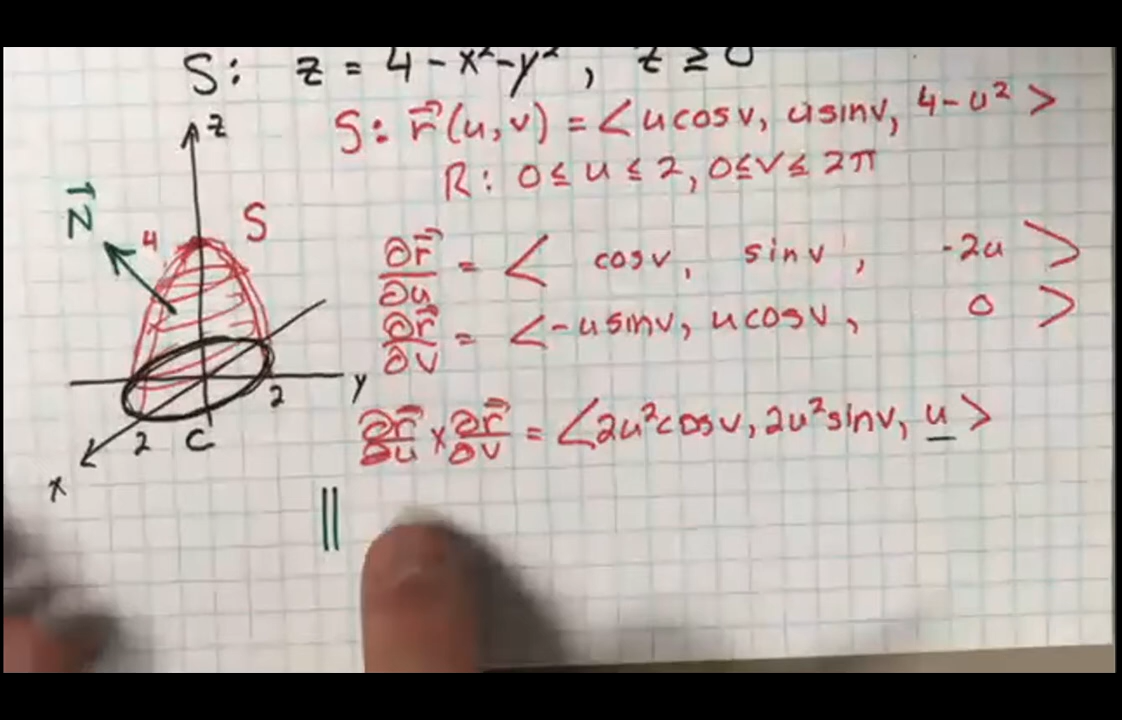 S: z = 4 - x² - y², z ≥ 0
S: r⃗(u, v) = <u cos v, u sin v, 4 - u²>
R: 0 ≤ u ≤ 2, 0 ≤ v ≤ 2π
z
N⃗
4
S
∂r⃗/∂u = < cos v, sin v, -2u >
∂r⃗/∂v = < -u sin v, u cos v, 0 >
y
2
2
C
x
∂r⃗/∂u × ∂r⃗/∂v = <2u² cos v, 2u² sin v, u>
||